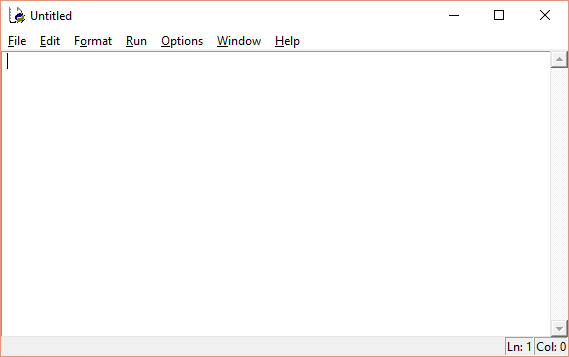 Untitled
File Edit Format Run Options Window Help
Ln: 1 Col: 0